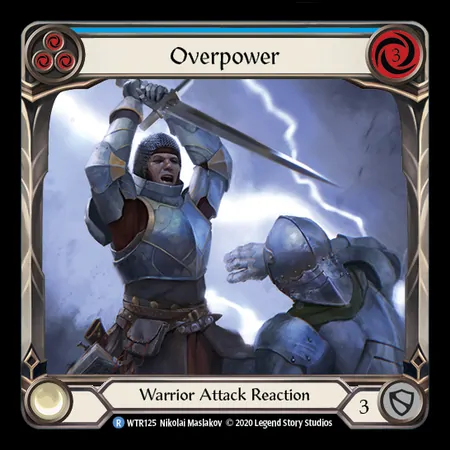 Overpower
3
Warrior Attack Reaction
3
R WTR125 Nikolai Maslakov © 2020 Legend Story Studios